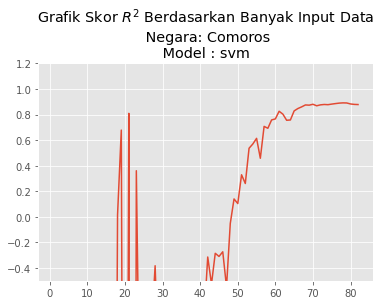 Grafik Skor R² Berdasarkan Banyak Input Data
Negara: Comoros
Model : svm
1.2
1.0
0.8
0.6
0.4
0.2
0.0
−0.2
−0.4
0 10 20 30 40 50 60 70 80